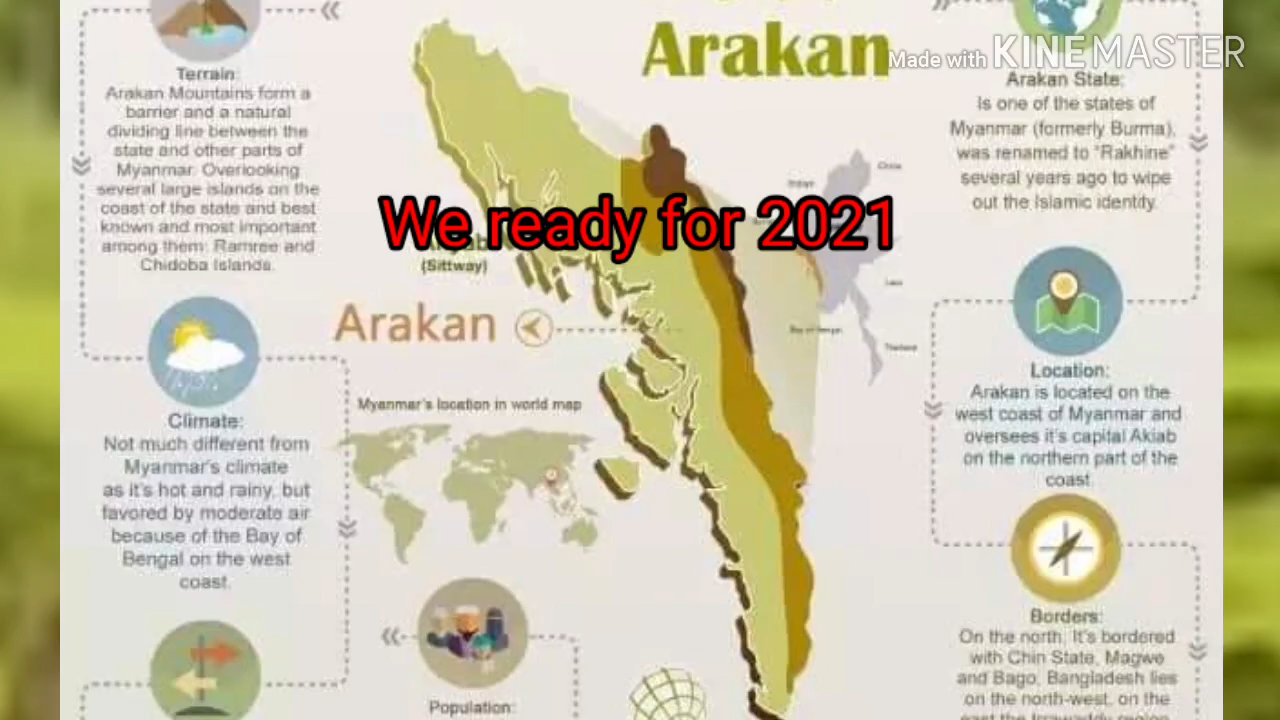 Arakan
Made with KINEMASTER
Terrain:
Arakan Mountains form a
barrier and a natural
dividing line between the
state and other parts of
Myanmar. Overlooking
several large islands on the
coast of the state and best
known and most important
among them: Ramree and
Chidoba Islands.
Arakan State:
Is one of the states of
Myanmar (formerly Burma),
was renamed to "Rakhine"
several years ago to wipe
out the Islamic identity.
China
We ready for 2021
(Sittway)
Arakan
Laos
Thailand
Myanmar's location in world map
Climate:
Not much different from
Myanmar's climate
as it's hot and rainy, but
favored by moderate air
because of the Bay of
Bengal on the west
coast.
Location:
Arakan is located on the
west coast of Myanmar and
oversees it's capital Akiab
on the northern part of the
coast.
Population:
Borders:
On the north, It's bordered
with Chin State, Magwe
and Bago, Bangladesh lies
on the north-west, on the